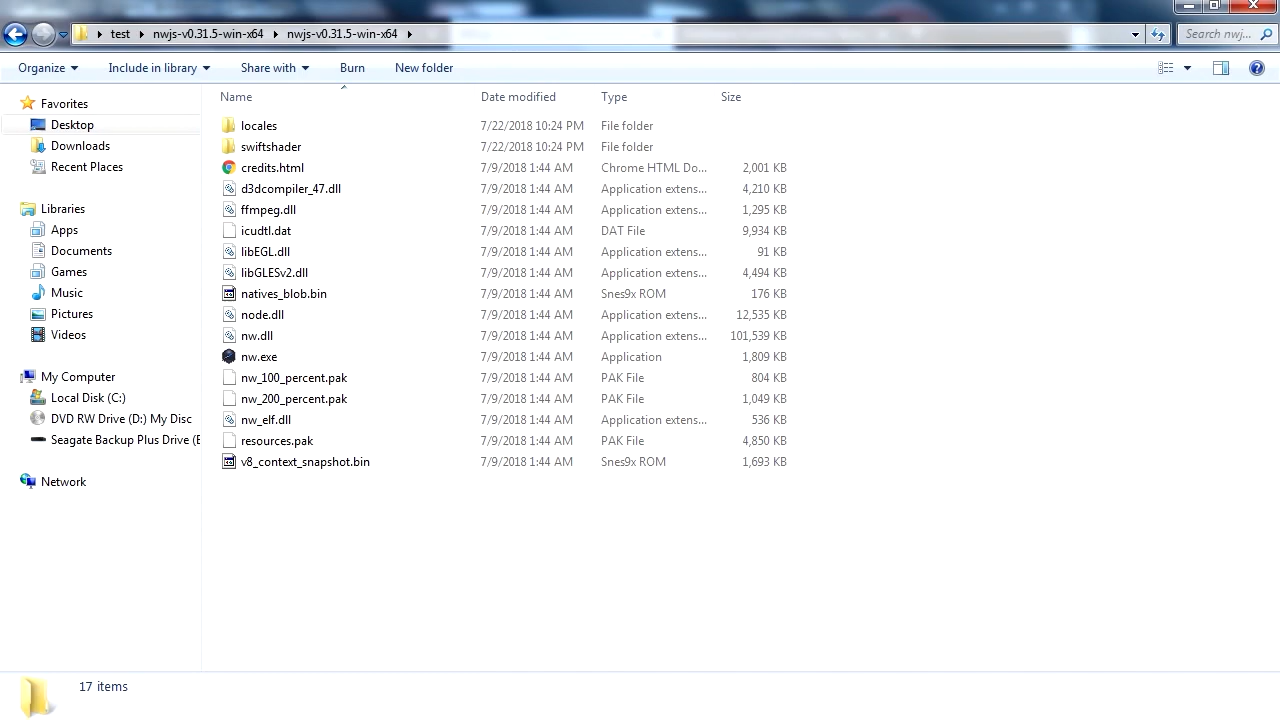 test nwjs-v0.31.5-win-x64 nwjs-v0.31.5-win-x64 Search nwj...
Organize Include in library Share with Burn New folder
Favorites
Desktop
Downloads
Recent Places
Libraries
Apps
Documents
Games
Music
Pictures
Videos
My Computer
Local Disk (C:)
DVD RW Drive (D:) My Disc
Seagate Backup Plus Drive (E
Network
Name Date modified Type Size
locales 7/22/2018 10:24 PM File folder
swiftshader 7/22/2018 10:24 PM File folder
credits.html 7/9/2018 1:44 AM Chrome HTML Do... 2,001 KB
d3dcompiler_47.dll 7/9/2018 1:44 AM Application extens... 4,210 KB
ffmpeg.dll 7/9/2018 1:44 AM Application extens... 1,295 KB
icudtl.dat 7/9/2018 1:44 AM DAT File 9,934 KB
libEGL.dll 7/9/2018 1:44 AM Application extens... 91 KB
libGLESv2.dll 7/9/2018 1:44 AM Application extens... 4,494 KB
natives_blob.bin 7/9/2018 1:44 AM Snes9x ROM 176 KB
node.dll 7/9/2018 1:44 AM Application extens... 12,535 KB
nw.dll 7/9/2018 1:44 AM Application extens... 101,539 KB
nw.exe 7/9/2018 1:44 AM Application 1,809 KB
nw_100_percent.pak 7/9/2018 1:44 AM PAK File 804 KB
nw_200_percent.pak 7/9/2018 1:44 AM PAK File 1,049 KB
nw_elf.dll 7/9/2018 1:44 AM Application extens... 536 KB
resources.pak 7/9/2018 1:44 AM PAK File 4,850 KB
v8_context_snapshot.bin 7/9/2018 1:44 AM Snes9x ROM 1,693 KB
17 items